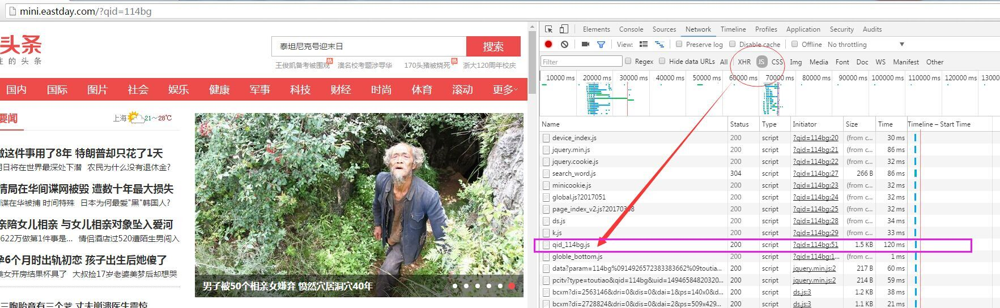 mini.eastday.com/?qid=114bg
头条
的 头 条
泰坦尼克号迎末日
搜索
王俊凯备考被围观 热 澳名校考题涉辱华 170头猪被烧死 热 浙大120周年校庆
国内 国际 图片 社会 娱乐 健康 军事 科技 财经 时尚 体育 滚动 更多
要闻
上海 21～28℃
做这件事用了8年 特朗普却只花了1天
明日将在世界最深处下潜 农民为什么没有退休金?
情局在华间谍网被毁 遭数十年最大损失
间谍在华被捕 时间特殊 日本为何最爱"黑"韩国人?
亲陪女儿相亲 与女儿相亲对象坠入爱河
622万做第1件事是... 情侣酒店过520遭陌生男闯入
孕6个月时出轨初恋 孩子出生后她傻了
美女开房结果杯具了 大叔捡17岁老婆美梦后却想哭
三胞胎竟有三个爹 丈夫崩溃医生震惊
男子被50个相亲女嫌弃 愤然穴居洞穴40年
Elements Console Sources Network Timeline Profiles Application Security Audits
View: Preserve log Disable cache Offline No throttling
Filter Regex Hide data URLs All XHR JS CSS Img Media Font Doc WS Manifest Other
10000 ms 20000 ms 30000 ms 40000 ms 50000 ms 60000 ms 70000 ms 80000 ms 90000 ms 100000 ms 110000 ms 120000 ms 13000
Name Status Type Initiator Size Time Timeline – Start Time
device_index.js 200 script ?qid=114bg:20 (from c... 30 ms
jquery.min.js 200 script ?qid=114bg:21 (from c... 86 ms
jquery.cookie.js 200 script ?qid=114bg:22 (from c... 32 ms
search_word.js 304 script ?qid=114bg:27 266 B 86 ms
minicookie.js 200 script ?qid=114bg:23 (from c... 32 ms
global.js?2017051 200 script ?qid=114bg:24 (from c... 32 ms
page_index_v2.js?20170308 200 script ?qid=114bg:25 (from c... 32 ms
ds.js 200 script ?qid=114bg:28 (from c... 34 ms
k.js 200 script ?qid=114bg:29 (from c... 33 ms
qid_114bg.js 200 script ?qid=114bg:51 1.5 KB 120 ms
globle_bottom.js 200 script ?qid=114bg:1... (from c... 1 ms
data?param=114bg%0914926572383383662%09toutia... 200 script jquery.min.js:2 217 B 60 ms
pcitv?type=toutiao&qid=114bg&uid=14946584820320... 200 script jquery.min.js:2 214 B 59 ms
bcxm?di=2563146&dri=0&dis=0&dai=1&ps=140x0&d... 200 script ds.js:3 1.2 KB 38 ms
bcxm?di=2728824&dri=0&dis=0&dai=2&ps=509x429... 200 script ds.js:3 1.1 KB 21 ms